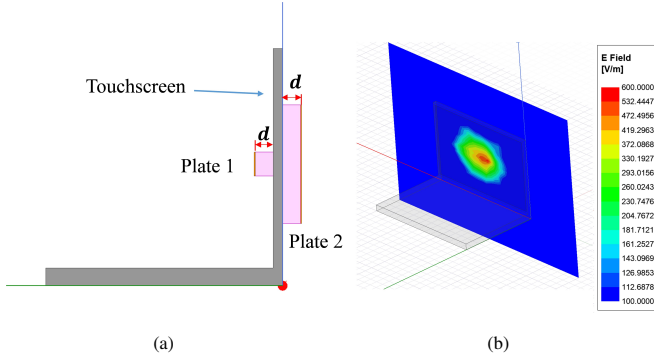 Touchscreen
d
d
Plate 1
Plate 2
(a)
E Field
[V/m]
600.0000
532.4447
472.4956
419.2963
372.0868
330.1927
293.0156
260.0243
230.7476
204.7672
181.7121
161.2527
143.0969
126.9853
112.6878
100.0000
(b)